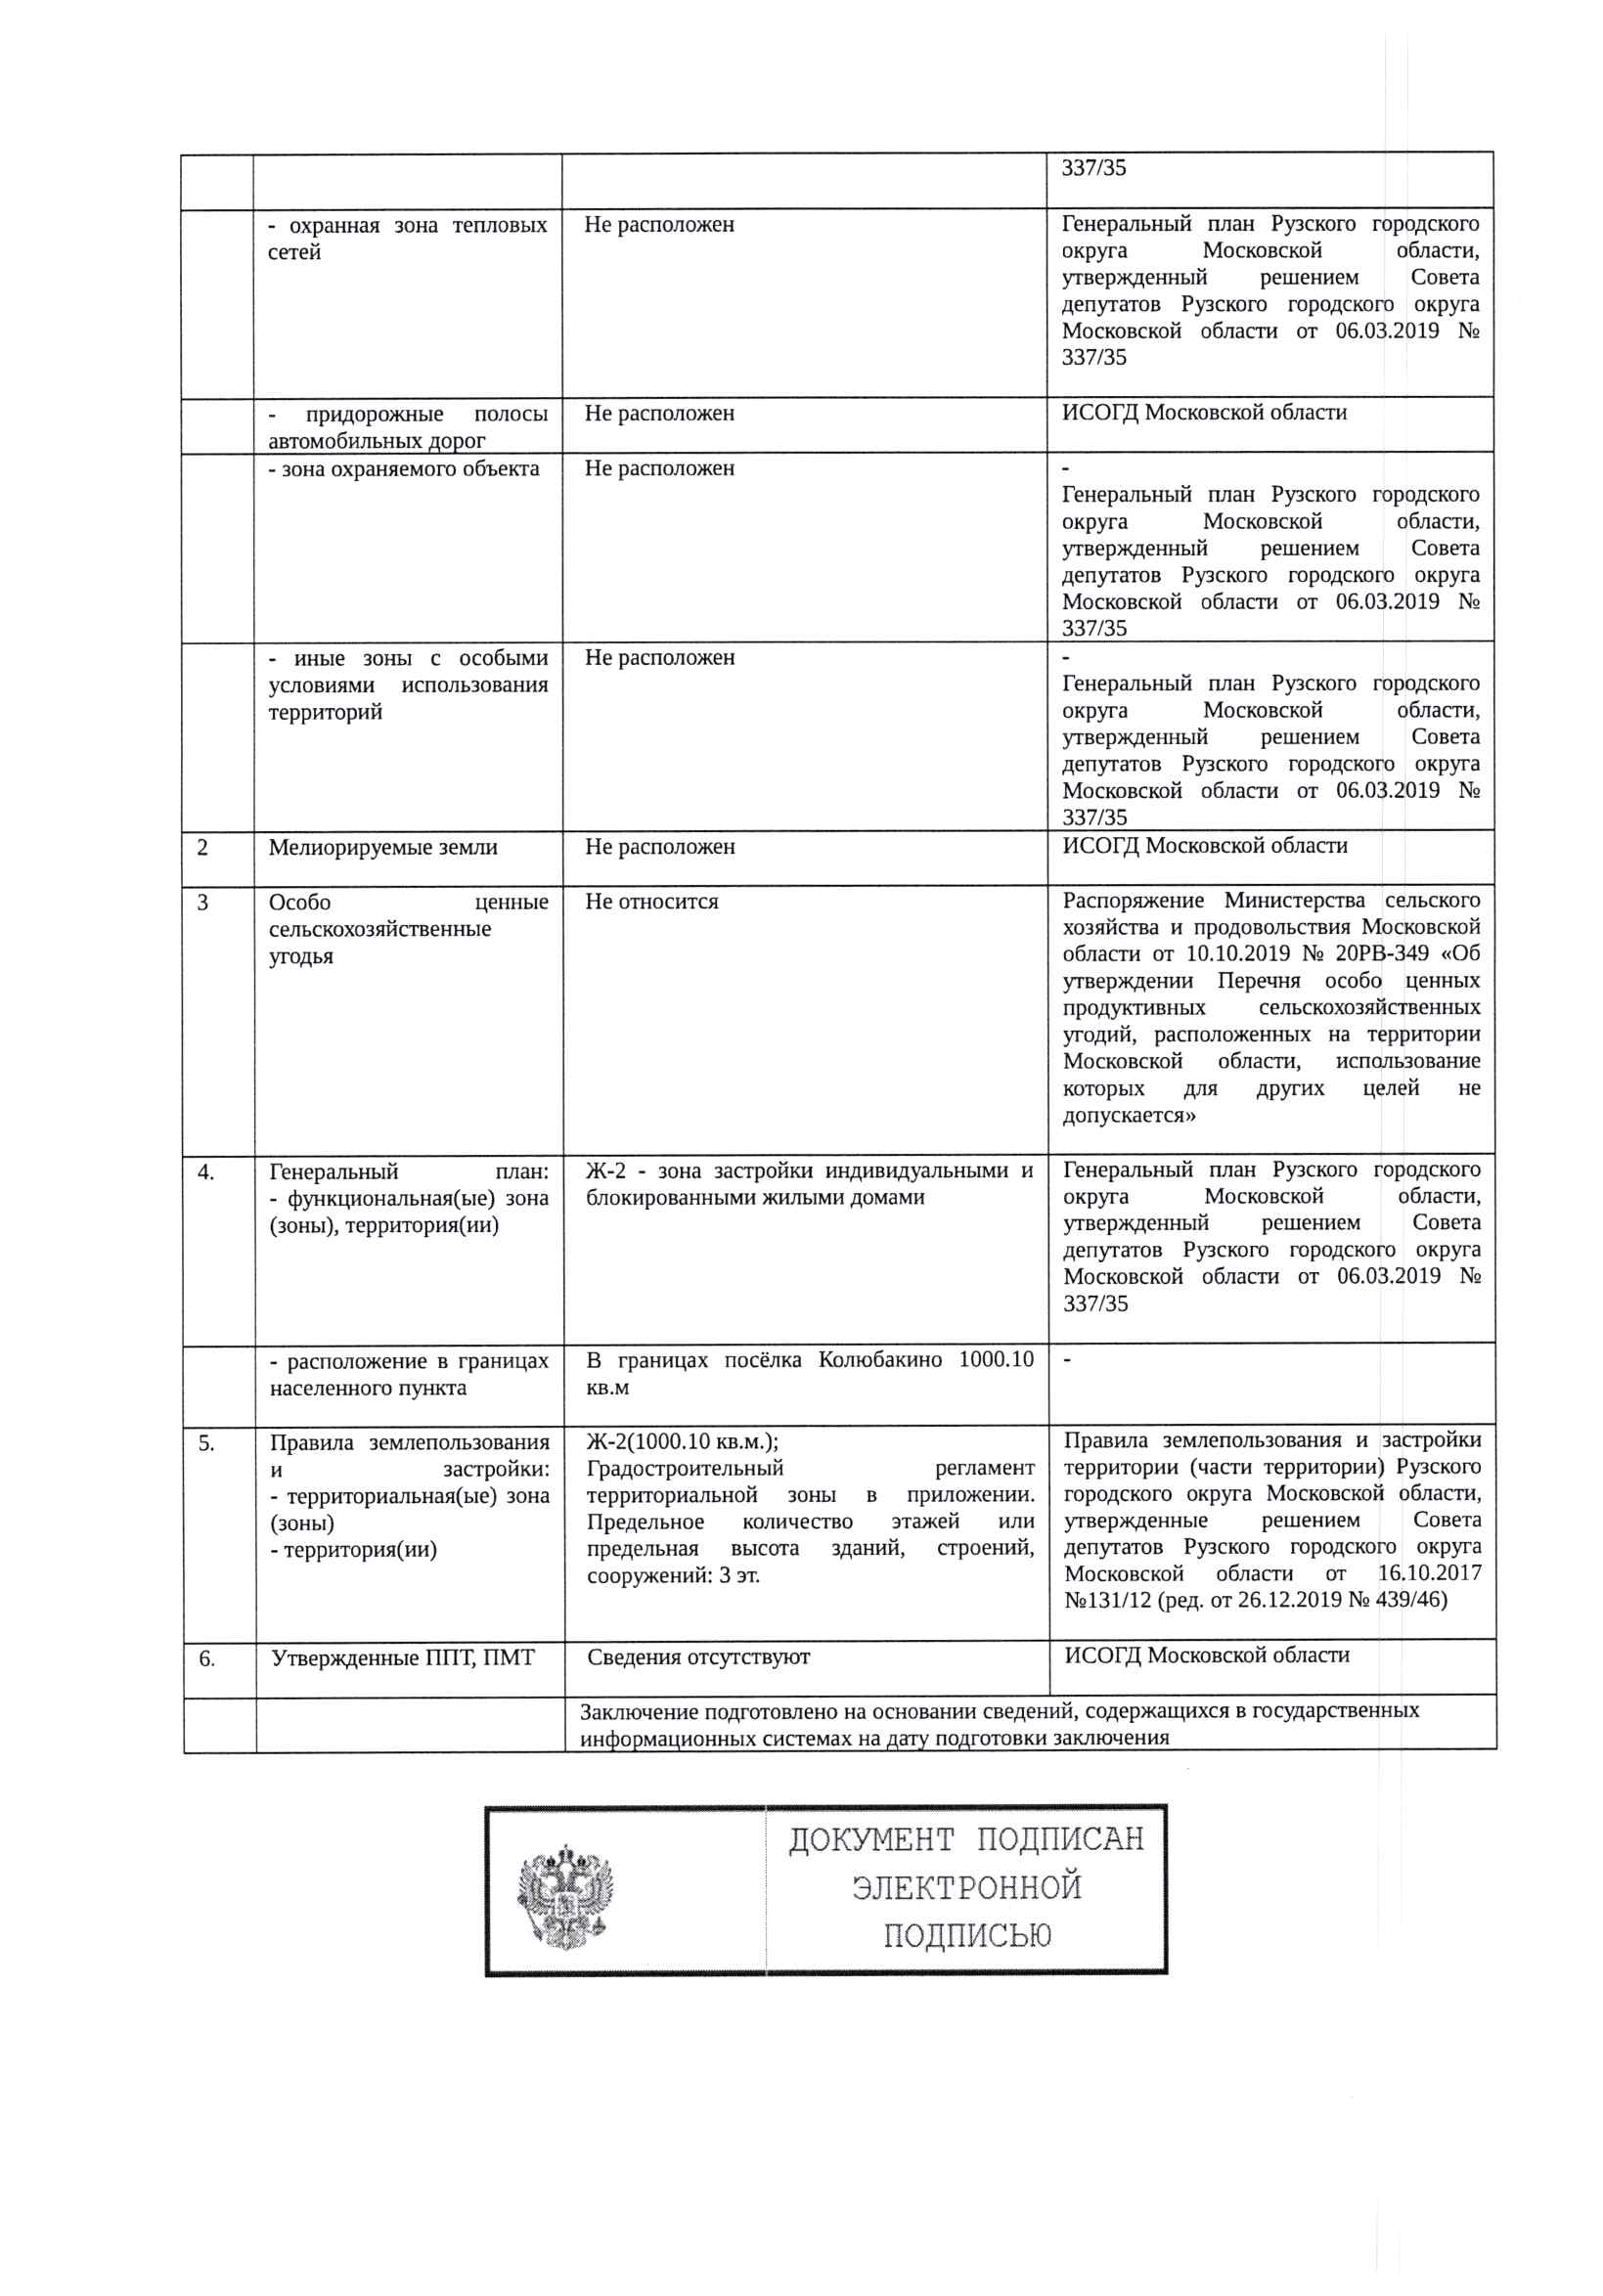 337/35
- охранная зона тепловых
сетей
Не расположен
Генеральный план Рузского городского
округа Московской области,
утвержденный решением Совета
депутатов Рузского городского округа
Московской области от 06.03.2019 №
337/35
- придорожные полосы
автомобильных дорог
Не расположен
ИСОГД Московской области
- зона охраняемого объекта
Не расположен
-
Генеральный план Рузского городского
округа Московской области,
утвержденный решением Совета
депутатов Рузского городского округа
Московской области от 06.03.2019 №
337/35
- иные зоны с особыми
условиями использования
территорий
Не расположен
-
Генеральный план Рузского городского
округа Московской области,
утвержденный решением Совета
депутатов Рузского городского округа
Московской области от 06.03.2019 №
337/35
2
Мелиорируемые земли
Не расположен
ИСОГД Московской области
3
Особо ценные
сельскохозяйственные
угодья
Не относится
Распоряжение Министерства сельского
хозяйства и продовольствия Московской
области от 10.10.2019 № 20РВ-349 «Об
утверждении Перечня особо ценных
продуктивных сельскохозяйственных
угодий, расположенных на территории
Московской области, использование
которых для других целей не
допускается»
4.
Генеральный план:
- функциональная(ые) зона
(зоны), территория(ии)
Ж-2 - зона застройки индивидуальными и
блокированными жилыми домами
Генеральный план Рузского городского
округа Московской области,
утвержденный решением Совета
депутатов Рузского городского округа
Московской области от 06.03.2019 №
337/35
- расположение в границах
населенного пункта
В границах посёлка Колюбакино 1000.10
кв.м
-
5.
Правила землепользования
и застройки:
- территориальная(ые) зона
(зоны)
- территория(ии)
Ж-2(1000.10 кв.м.);
Градостроительный регламент
территориальной зоны в приложении.
Предельное количество этажей или
предельная высота зданий, строений,
сооружений: 3 эт.
Правила землепользования и застройки
территории (части территории) Рузского
городского округа Московской области,
утвержденные решением Совета
депутатов Рузского городского округа
Московской области от 16.10.2017
№131/12 (ред. от 26.12.2019 № 439/46)
6.
Утвержденные ППТ, ПМТ
Сведения отсутствуют
ИСОГД Московской области
Заключение подготовлено на основании сведений, содержащихся в государственных
информационных системах на дату подготовки заключения
ДОКУМЕНТ ПОДПИСАН
ЭЛЕКТРОННОЙ
ПОДПИСЬЮ